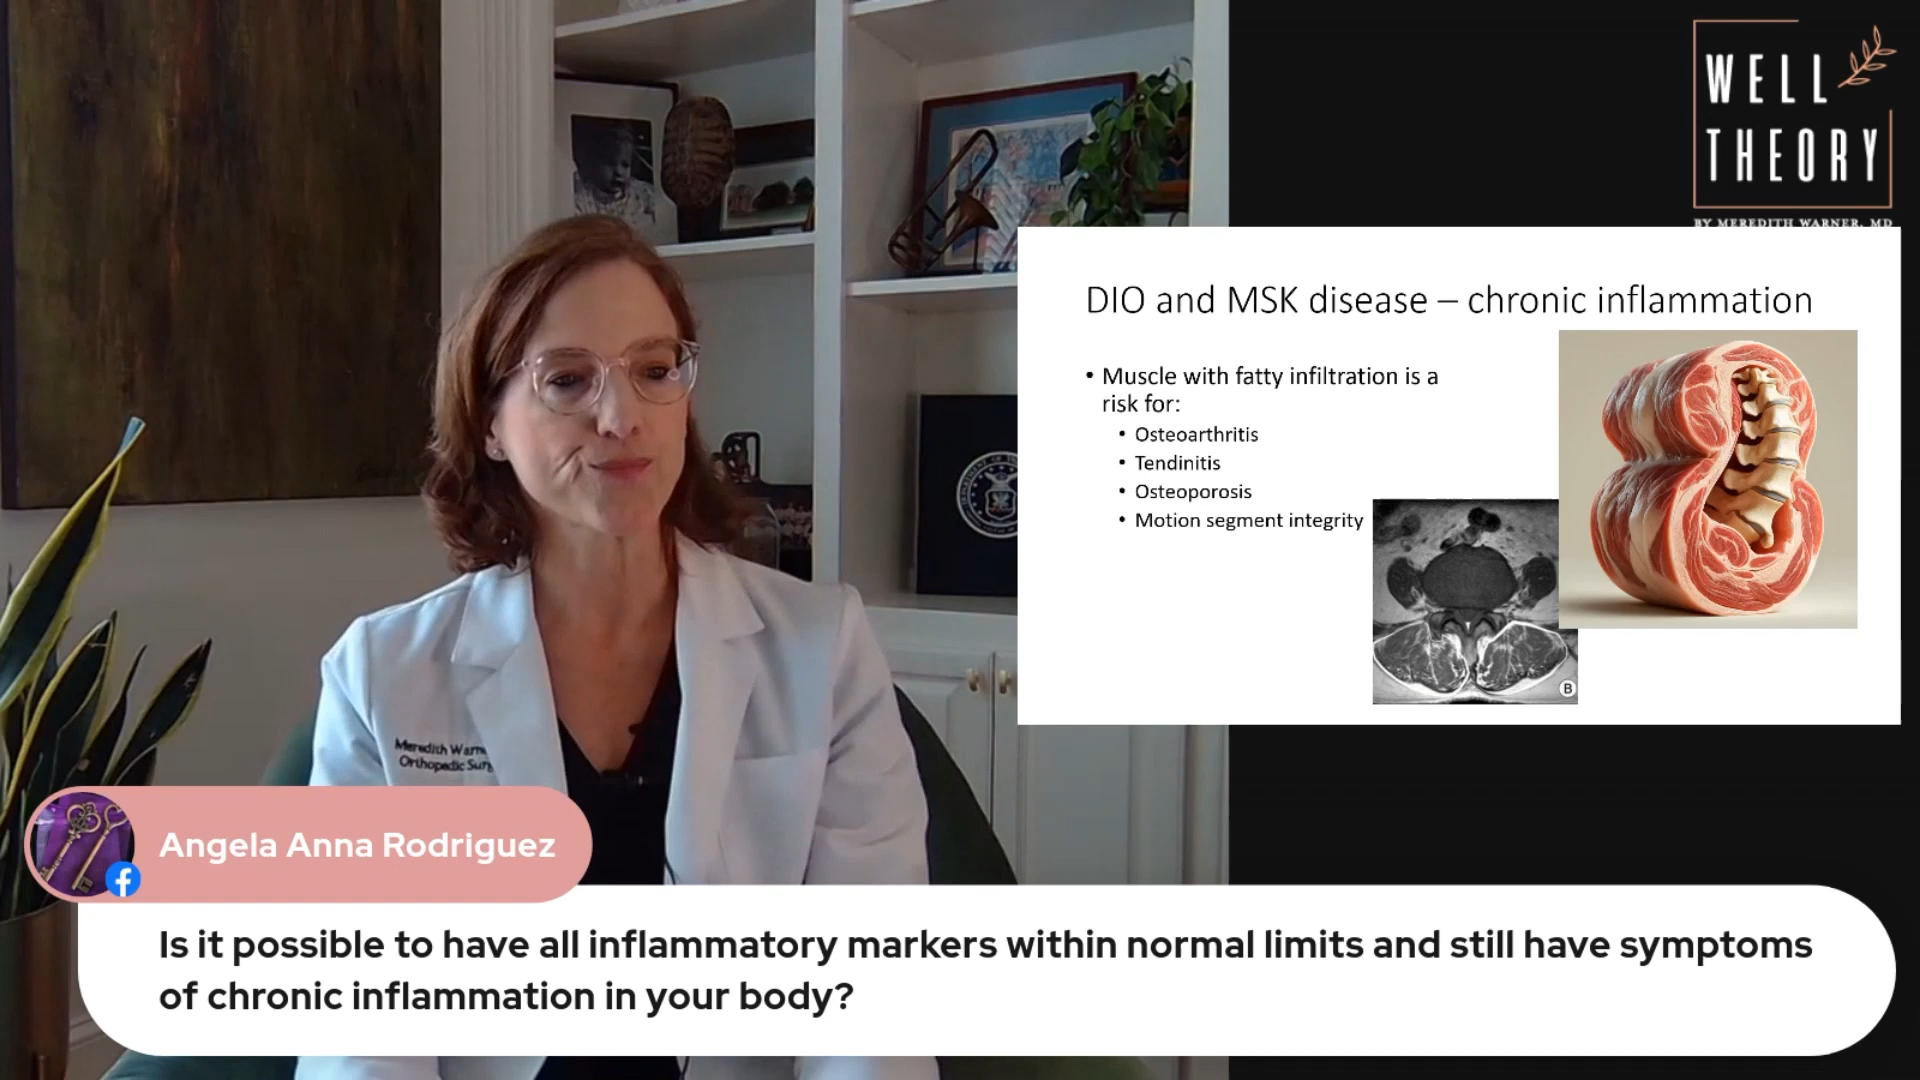 WELL
THEORY
BY MEREDITH WARNER, MD
DIO and MSK disease – chronic inflammation
• Muscle with fatty infiltration is a
risk for:
• Osteoarthritis
• Tendinitis
• Osteoporosis
• Motion segment integrity
B
Meredith Warne
Orthopedic Surg
Angela Anna Rodriguez
Is it possible to have all inflammatory markers within normal limits and still have symptoms
of chronic inflammation in your body?